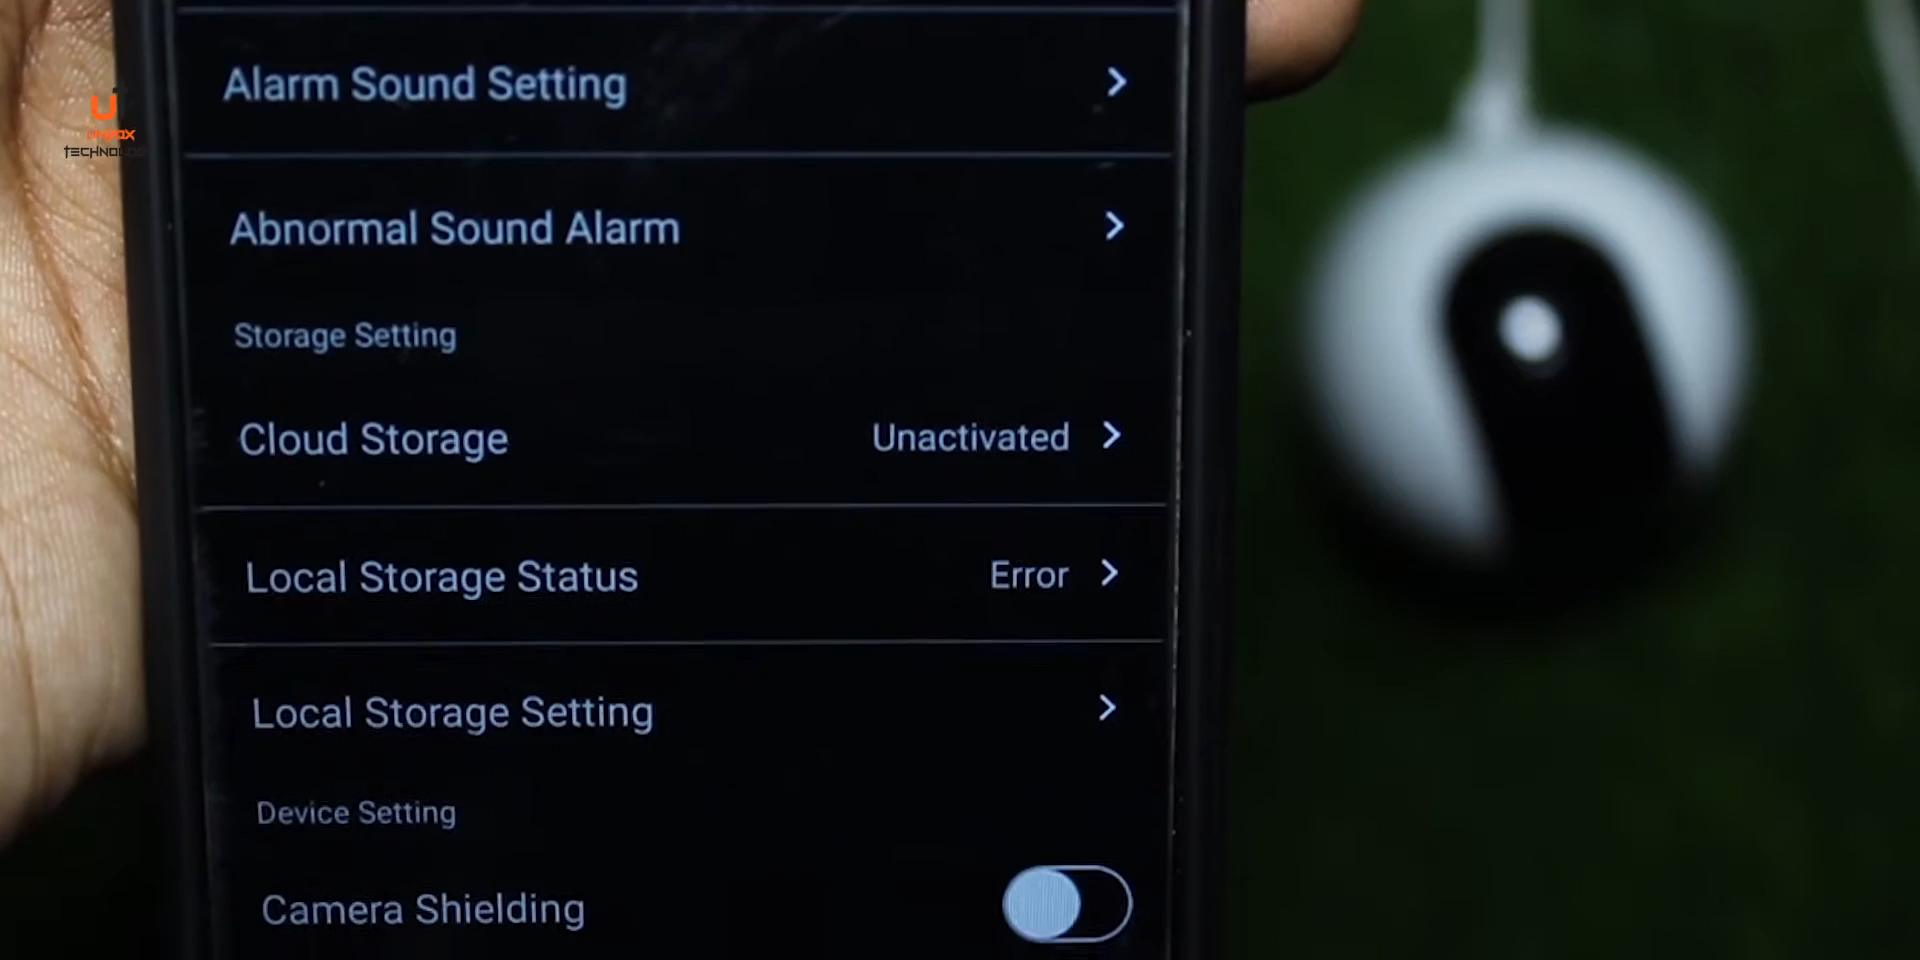 Alarm Sound Setting
Abnormal Sound Alarm
Storage Setting
Cloud Storage Unactivated
Local Storage Status Error
Local Storage Setting
Device Setting
Camera Shielding